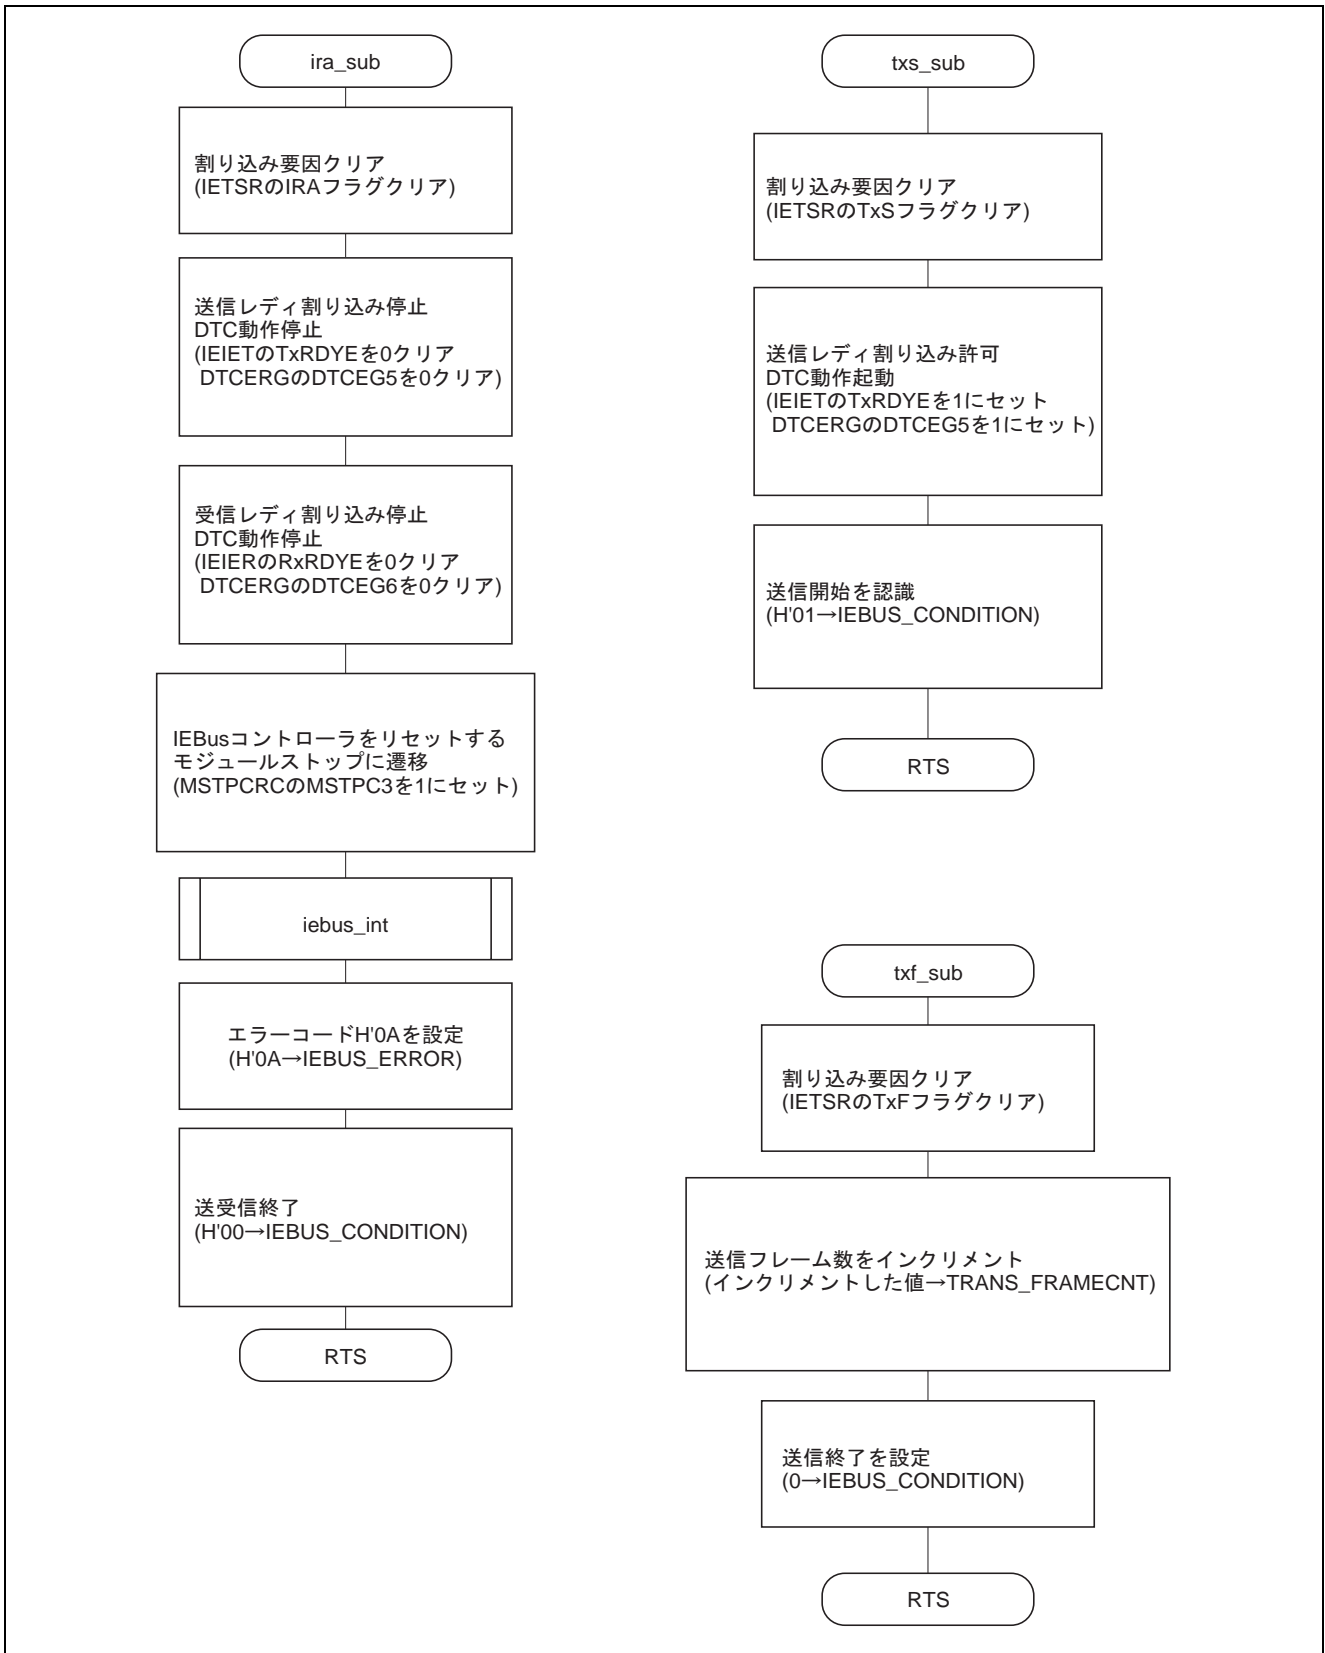 ira_sub
割り込み要因クリア
(IETSRのIRAフラグクリア)
送信レディ割り込み停止
DTC動作停止
(IEIETのTxRDYEを0クリア
DTCERGのDTCEG5を0クリア)
受信レディ割り込み停止
DTC動作停止
(IEIERのRxRDYEを0クリア
DTCERGのDTCEG6を0クリア)
IEBusコントローラをリセットする
モジュールストップに遷移
(MSTPCRCのMSTPC3を1にセット)
iebus_int
エラーコードH'0Aを設定
(H'0A→IEBUS_ERROR)
送受信終了
(H'00→IEBUS_CONDITION)
RTS
txs_sub
割り込み要因クリア
(IETSRのTxSフラグクリア)
送信レディ割り込み許可
DTC動作起動
(IEIETのTxRDYEを1にセット
DTCERGのDTCEG5を1にセット)
送信開始を認識
(H'01→IEBUS_CONDITION)
RTS
txf_sub
割り込み要因クリア
(IETSRのTxFフラグクリア)
送信フレーム数をインクリメント
(インクリメントした値→TRANS_FRAMECNT)
送信終了を設定
(0→IEBUS_CONDITION)
RTS